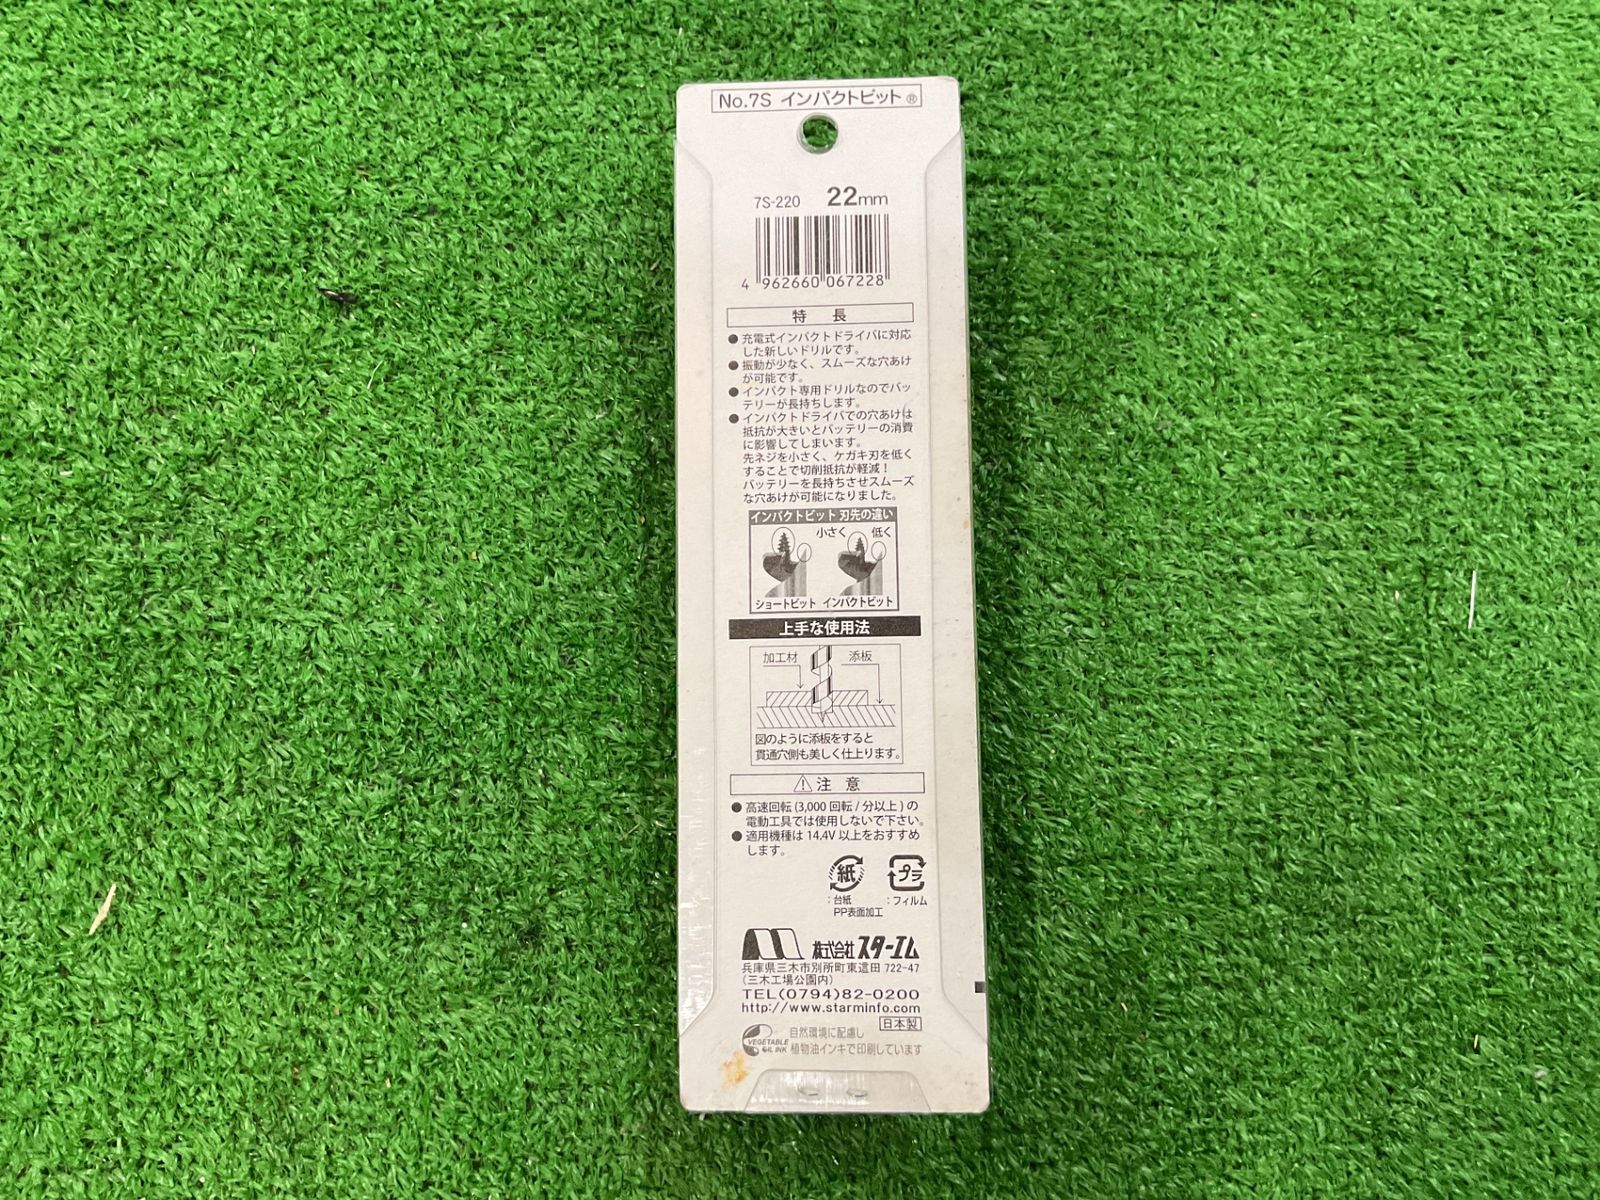 No.7S インパクトビット®
7S-220 22mm
4 962660 067228
特 長
● 充電式インパクトドライバに対応
した新しいドリルです。
● 振動が少なく、スムーズな穴あけ
が可能です。
● インパクト専用ドリルなのでバッ
テリーが長持ちします。
● インパクトドライバでの穴あけは
抵抗が大きいとバッテリーの消費
に影響してしまいます。
先ネジを小さく、ケガキ刃を低く
することで切削抵抗が軽減！
バッテリーを長持ちさせスムーズ
な穴あけが可能になりました。
インパクトビット 刃先の違い
小さく 低く
ショートビット インパクトビット
上手な使用法
加工材 添板
図のように添板をすると
貫通穴側も美しく仕上ります。
⚠注 意
● 高速回転 (3,000 回転 / 分以上 ) の
電動工具では使用しないで下さい。
● 適用機種は 14.4V 以上をおすすめ
します。
紙 プラ
：台紙 ：フィルム
PP表面加工
株式会社 スターエム
兵庫県三木市別所町東這田 722-47
(三木工場公園内)
TEL(0794)82-0200
http://www.starminfo.com
日本製
VEGETABLE 自然環境に配慮し
OIL INK 植物油インキで印刷しています